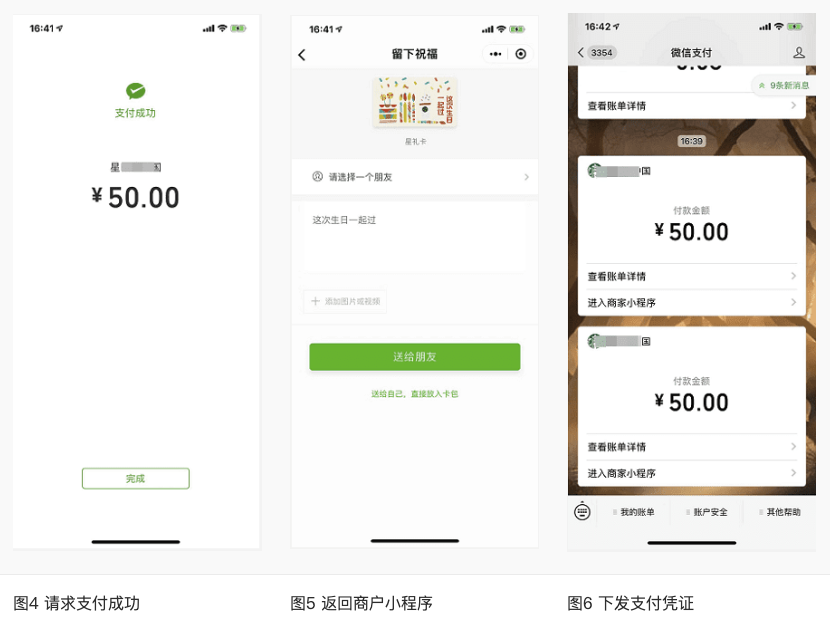 16:41
支付成功
星 国
¥50.00
完成
16:41
留下祝福
这次生日
一起过
星礼卡
请选择一个朋友
这次生日一起过
添加图片或视频
送给朋友
送给自己，直接放入卡包
16:42
3354
微信支付
9条新消息
查看账单详情
16:39
国
付款金额
¥50.00
查看账单详情
进入商家小程序
国
付款金额
¥50.00
查看账单详情
进入商家小程序
我的账单
账户安全
其他帮助
图4 请求支付成功
图5 返回商户小程序
图6 下发支付凭证